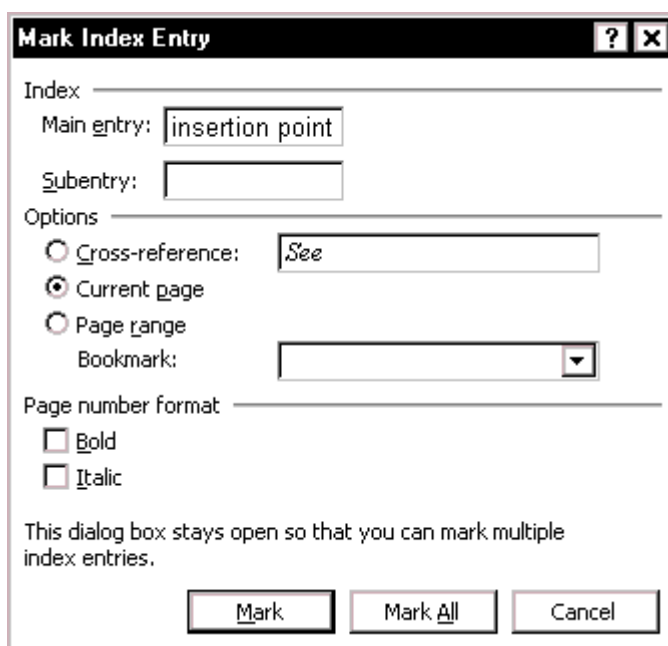 Mark Index Entry
Index
Main entry: insertion point
Subentry:
Options
Cross-reference: See
Current page
Page range
Bookmark:
Page number format
Bold
Italic
This dialog box stays open so that you can mark multiple
index entries.
Mark Mark All Cancel